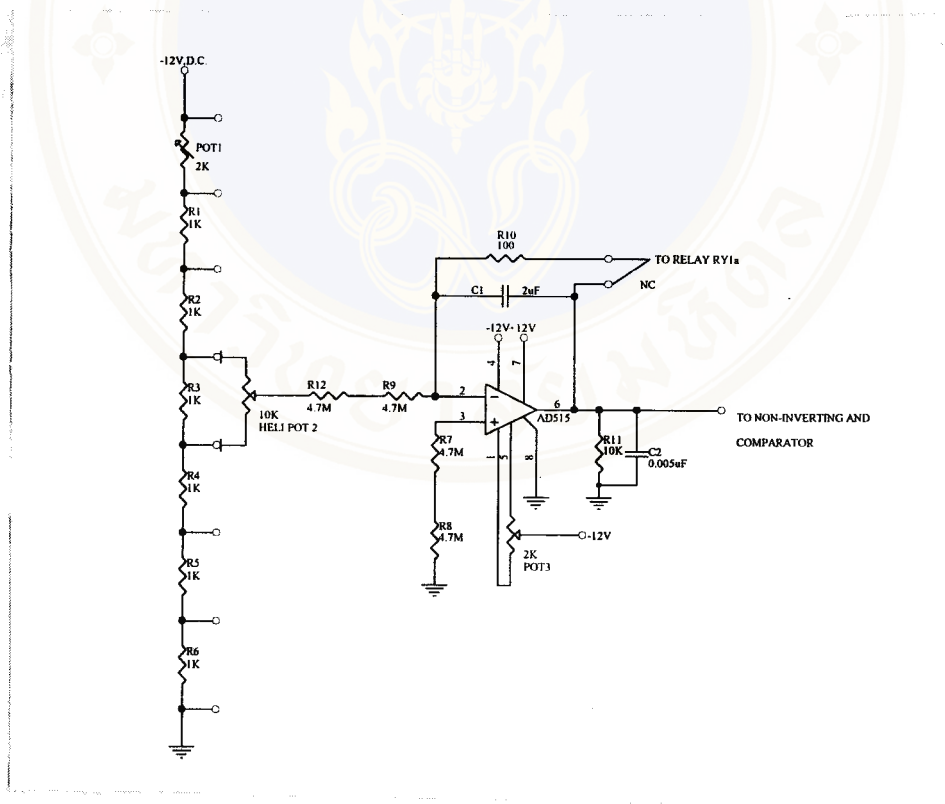 -12V.D.C.
POT1
2K
R1
1K
R2
1K
R3
1K
10K
HELI POT 2
R4
1K
R5
1K
R6
1K
R12
4.7M
R9
4.7M
R10
100
C1 2uF
TO RELAY RY1a
NC
-12V+12V
4
7
2
3
6
AD515
1
5
8
R7
4.7M
R8
4.7M
2K
POT3
-12V
R11
10K
C2
0.005uF
TO NON-INVERTING AND
COMPARATOR